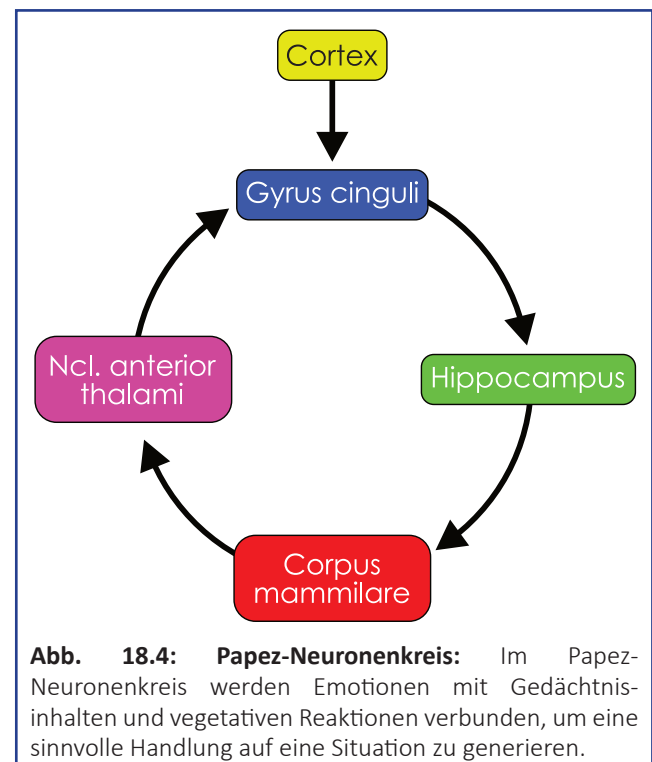 Cortex
Gyrus cinguli
Hippocampus
Corpus
mammilare
Ncl. anterior
thalami
Abb. 18.4: Papez-Neuronenkreis: Im Papez-
Neuronenkreis werden Emotionen mit Gedächtnis-
inhalten und vegetativen Reaktionen verbunden, um eine
sinnvolle Handlung auf eine Situation zu generieren.